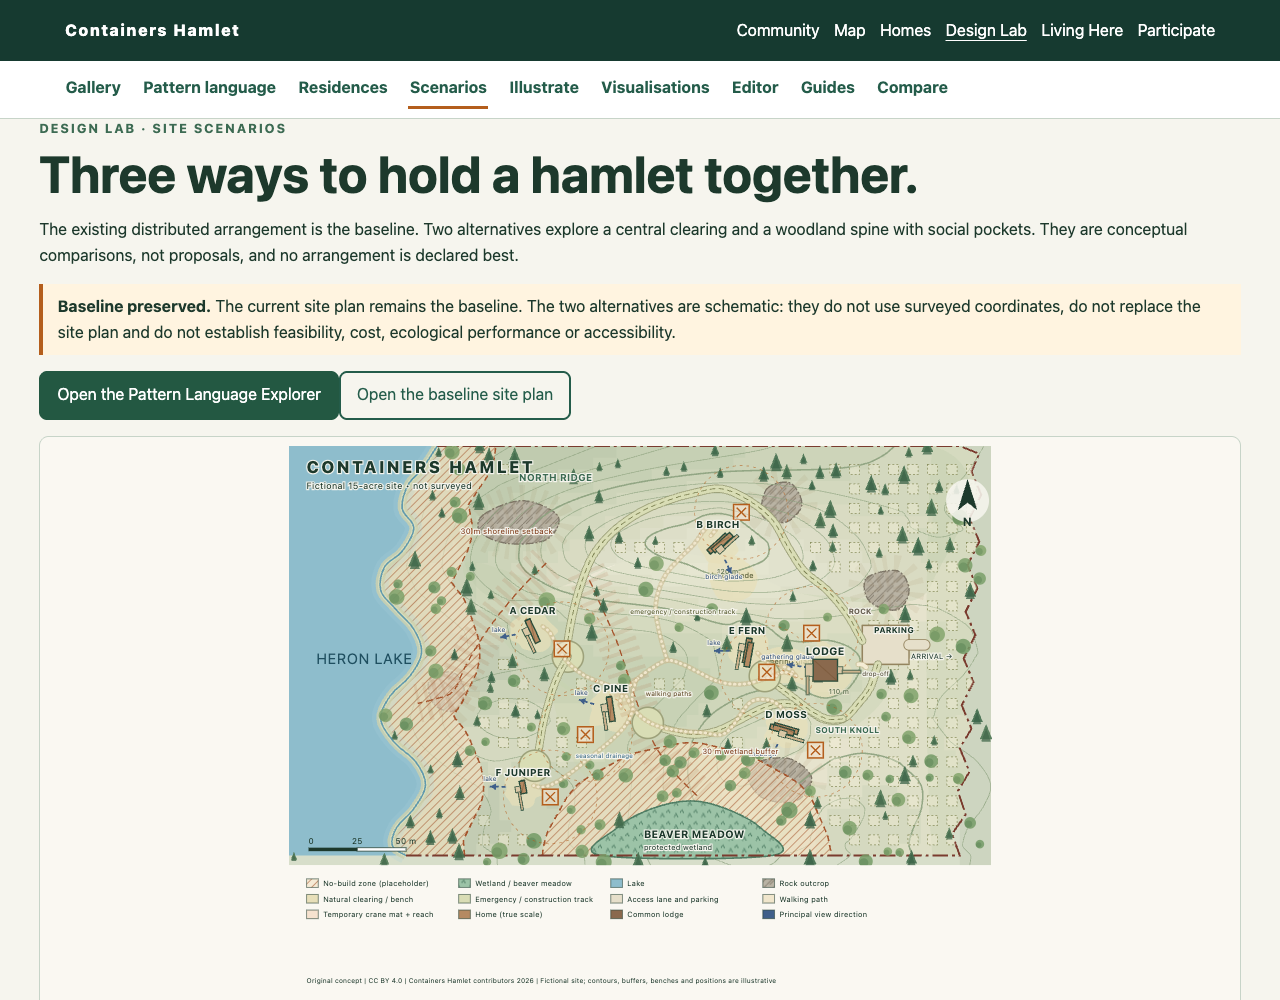 Containers Hamlet
Community Map Homes Design Lab Living Here Participate
Gallery Pattern language Residences Scenarios Illustrate Visualisations Editor Guides Compare
DESIGN LAB · SITE SCENARIOS
Three ways to hold a hamlet together.
The existing distributed arrangement is the baseline. Two alternatives explore a central clearing and a woodland spine with social pockets. They are conceptual
comparisons, not proposals, and no arrangement is declared best.
Baseline preserved. The current site plan remains the baseline. The two alternatives are schematic: they do not use surveyed coordinates, do not replace the
site plan and do not establish feasibility, cost, ecological performance or accessibility.
Open the Pattern Language Explorer Open the baseline site plan
CONTAINERS HAMLET
NORTH RIDGE
Fictional 15-acre site · not surveyed
N
B BIRCH
30 m shoreline setback
birch glade
A CEDAR
emergency / construction track
ROCK
lake
E FERN
PARKING
lake
LODGE
HERON LAKE
gathering glade
ARRIVAL →
drop-off
C PINE
lake
walking paths
110 m
D MOSS
SOUTH KNOLL
30 m wetland buffer
seasonal drainage
F JUNIPER
lake
BEAVER MEADOW
protected wetland
0 25 50 m
No-build zone (placeholder) Wetland / beaver meadow Lake Rock outcrop
Natural clearing / bench Emergency / construction track Access lane and parking Walking path
Temporary crane mat + reach Home (true scale) Common lodge Principal view direction
Original concept | CC BY 4.0 | Containers Hamlet contributors 2026 | Fictional site; contours, buffers, benches and positions are illustrative